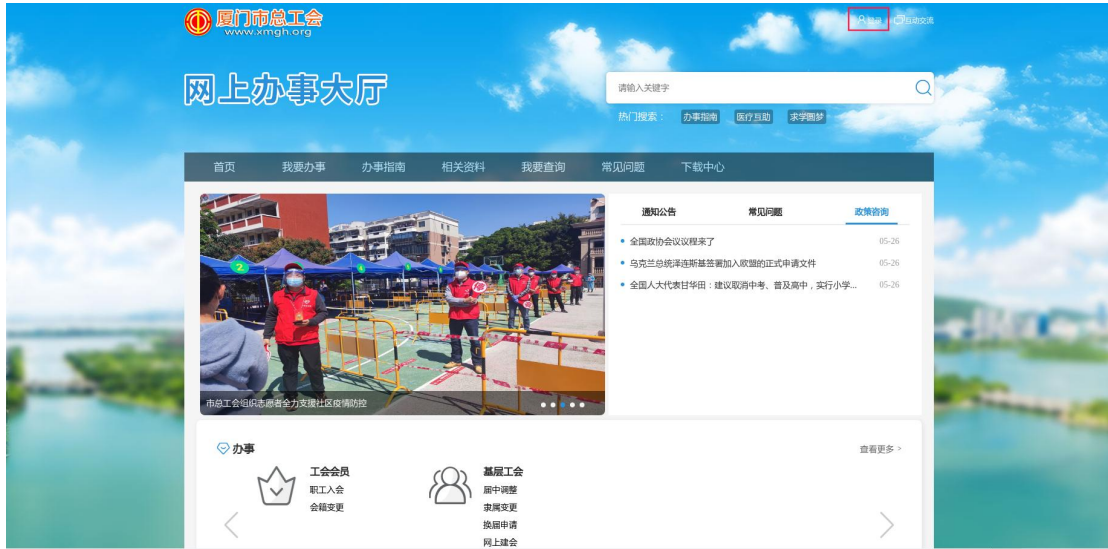 厦门市总工会
www.xmgh.org
登录
互动交流
网上办事大厅
请输入关键字
热门搜索： 办事指南 医疗互助 求学圆梦
首页 我要办事 办事指南 相关资料 我要查询 常见问题 下载中心
通知公告 常见问题 政策咨询
全国政协会议议程来了 05-26
乌克兰总统泽连斯基签署加入欧盟的正式申请文件 05-26
全国人大代表甘华田：建议取消中考、普及高中，实行小学... 05-26
2
市总工会组织志愿者全力支援社区疫情防控
办事
查看更多 >
工会会员
职工入会
会籍变更
基层工会
届中调整
隶属变更
换届申请
网上建会